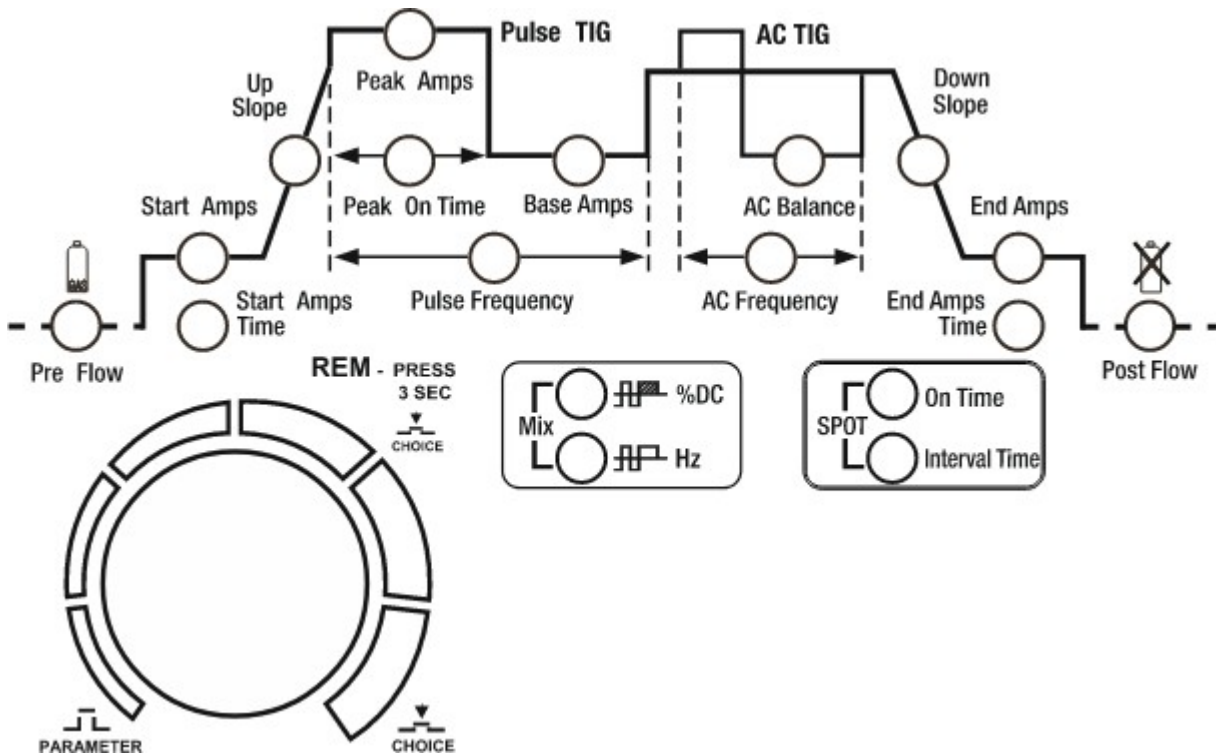 Pulse TIG
AC TIG
Peak Amps
Up
Slope
Down
Slope
Start Amps
Peak On Time
Base Amps
AC Balance
End Amps
GAS
Start Amps
Time
Pulse Frequency
AC Frequency
End Amps
Time
Pre Flow
Post Flow
REM - PRESS
3 SEC
CHOICE
Mix
%DC
Hz
SPOT
On Time
Interval Time
PARAMETER
CHOICE